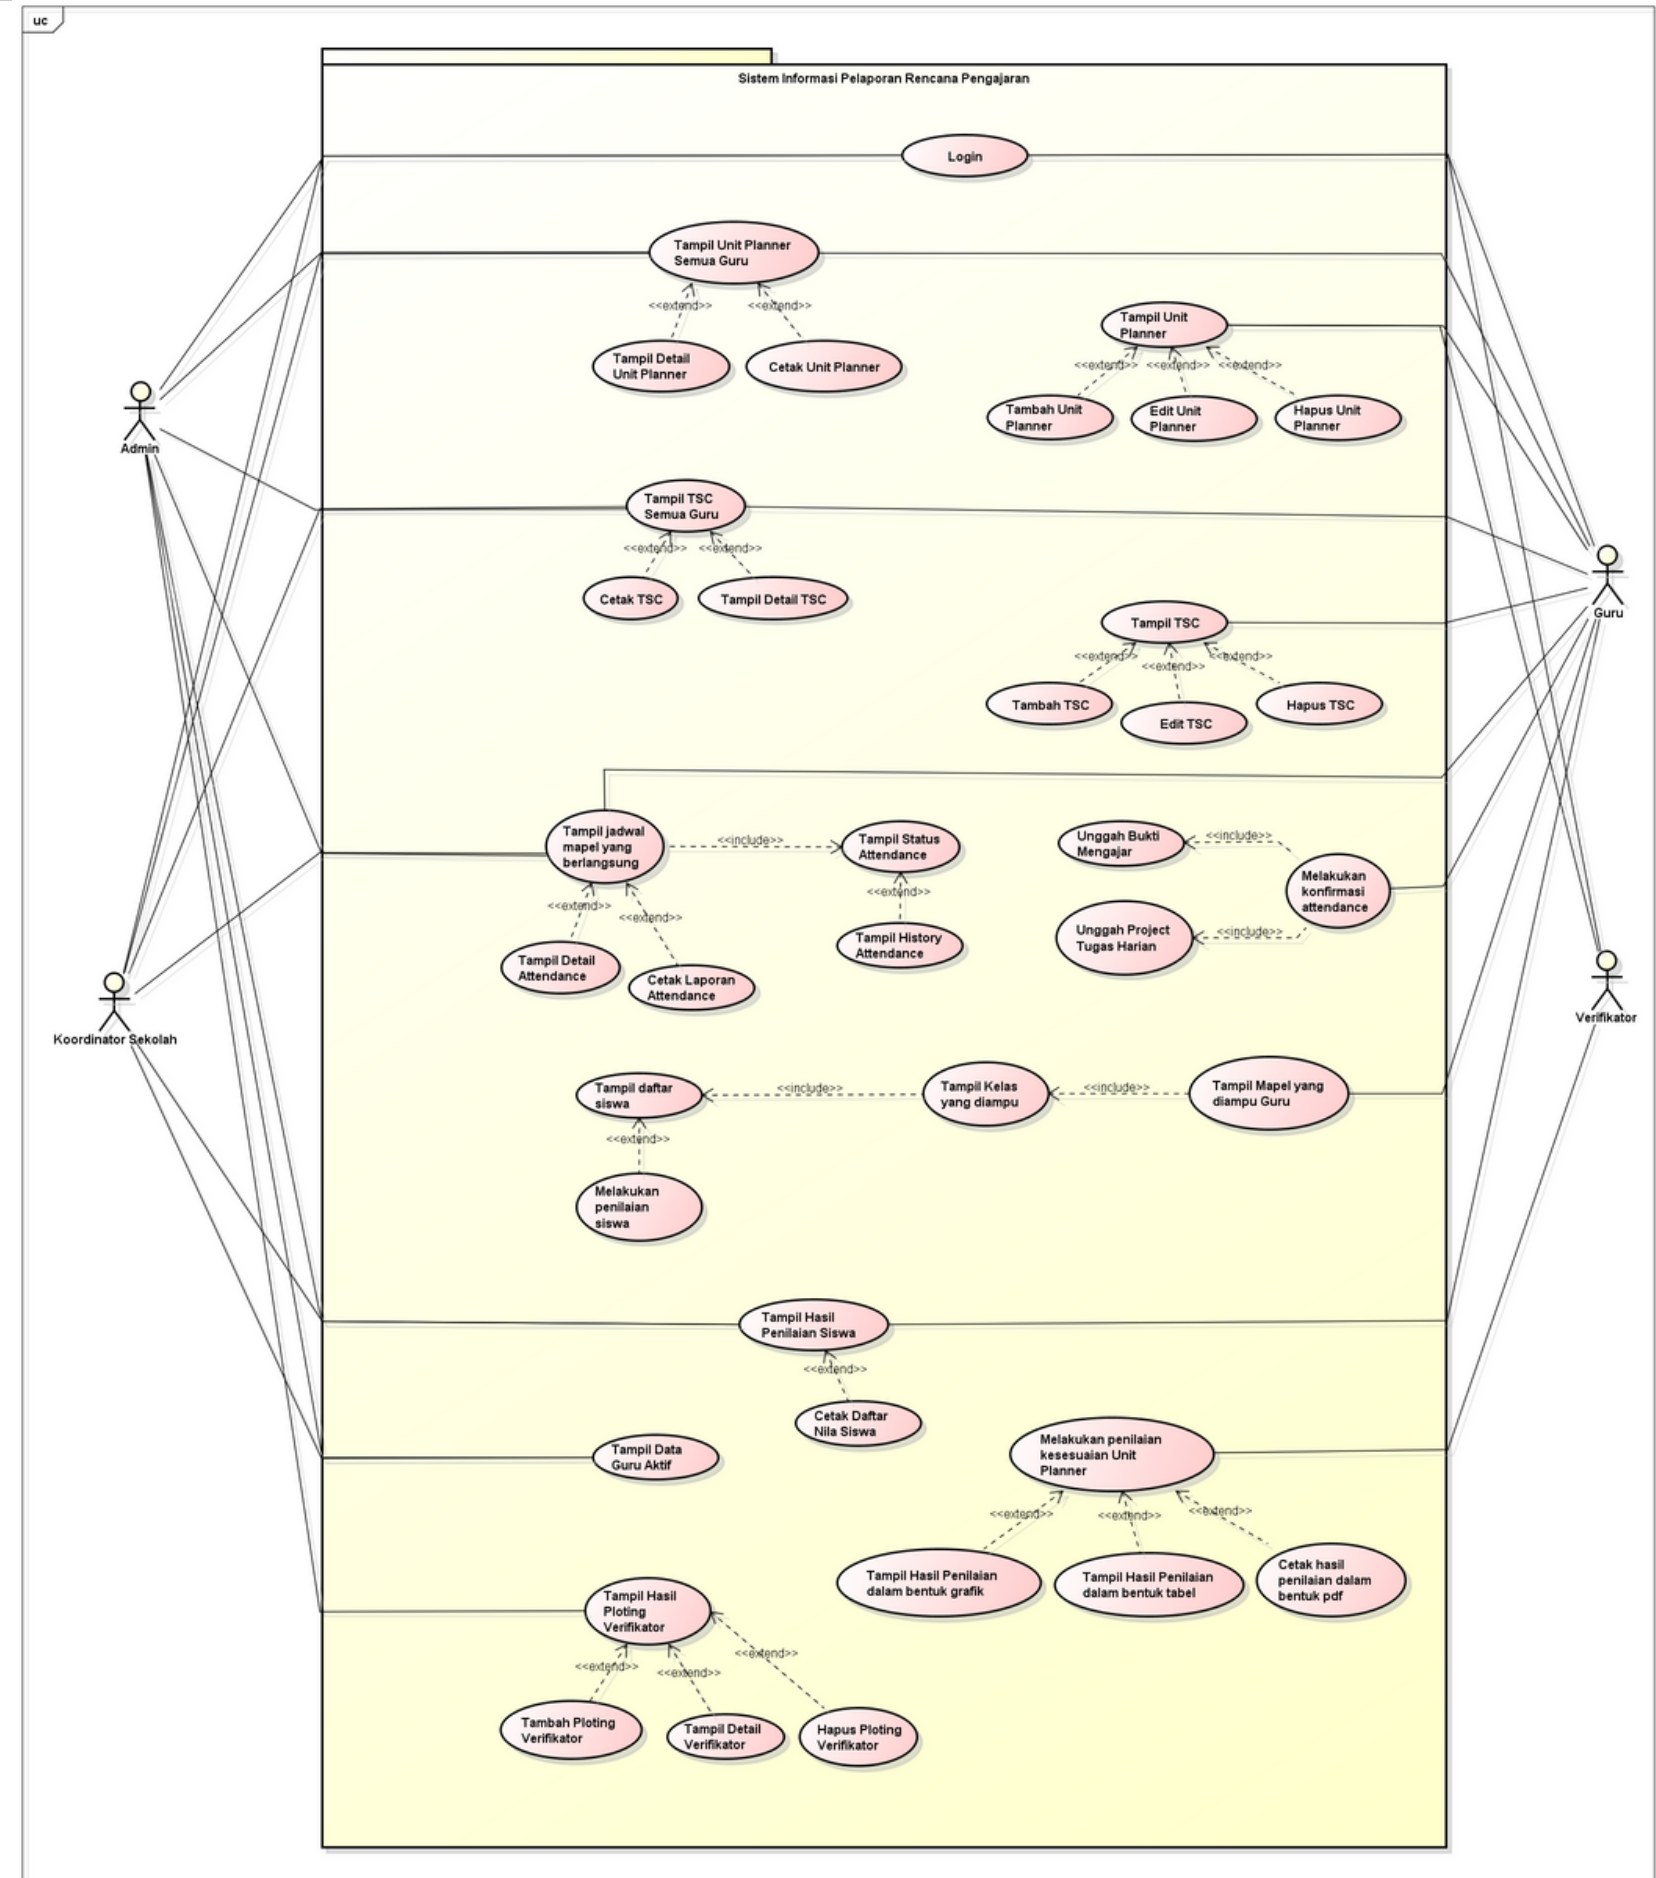 uc
Sistem Informasi Pelaporan Rencana Pengajaran
Login
Tampil Unit Planner
Semua Guru
<<extend>>
<<extend>>
Tampil Detail
Unit Planner
Cetak Unit Planner
Tampil Unit
Planner
<<extend>>
<<extend>>
<<extend>>
Tambah Unit
Planner
Edit Unit
Planner
Hapus Unit
Planner
Admin
Tampil TSC
Semua Guru
<<extend>>
<<extend>>
Cetak TSC
Tampil Detail TSC
Guru
Tampil TSC
<<extend>>
<<extend>>
<<extend>>
Tambah TSC
Edit TSC
Hapus TSC
Tampil jadwal
mapel yang
berlangsung
<<include>>
Tampil Status
Attendance
<<extend>>
<<extend>>
<<extend>>
Tampil Detail
Attendance
Cetak Laporan
Attendance
Tampil History
Attendance
Unggah Bukti
Mengajar
<<include>>
Melakukan
konfirmasi
attendance
Unggah Project
Tugas Harian
<<include>>
Koordinator Sekolah
Verifikator
Tampil daftar
siswa
<<include>>
Tampil Kelas
yang diampu
<<include>>
Tampil Mapel yang
diampu Guru
<<extend>>
Melakukan
penilaian
siswa
Tampil Hasil
Penilaian Siswa
<<extend>>
Cetak Daftar
Nila Siswa
Tampil Data
Guru Aktif
Melakukan penilaian
kesesuaian Unit
Planner
<<extend>>
<<extend>>
<<extend>>
Tampil Hasil Penilaian
dalam bentuk grafik
Tampil Hasil Penilaian
dalam bentuk tabel
Cetak hasil
penilaian dalam
bentuk pdf
Tampil Hasil
Ploting
Verifikator
<<extend>>
<<extend>>
<<extend>>
Tambah Ploting
Verifikator
Tampil Detail
Verifikator
Hapus Ploting
Verifikator